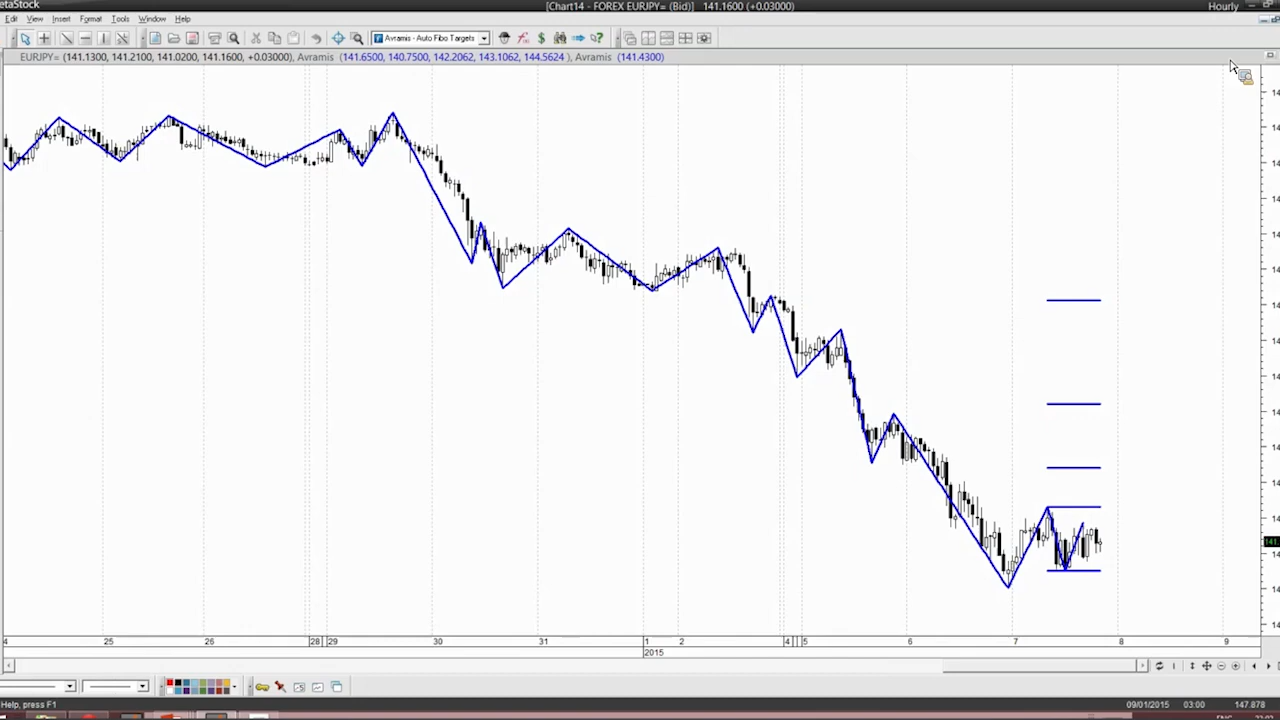 etaStock
[Chart14 - FOREX EURJPY= (Bid)] 141.1600 (+0.03000)
Hourly
Edit View Insert Format Tools Window Help
Avramis - Auto Fibo Targets
EURJPY= (141.1300, 141.2100, 141.0200, 141.1600, +0.03000), Avramis (141.6500, 140.7500, 142.2062, 143.1062, 144.5624 ), Avramis (141.4300)
141.
4 25 26 28 29 30 31 1 2 4 5 6 7 8 9
2015
Help, press F1
09/01/2015 03:00 147.878